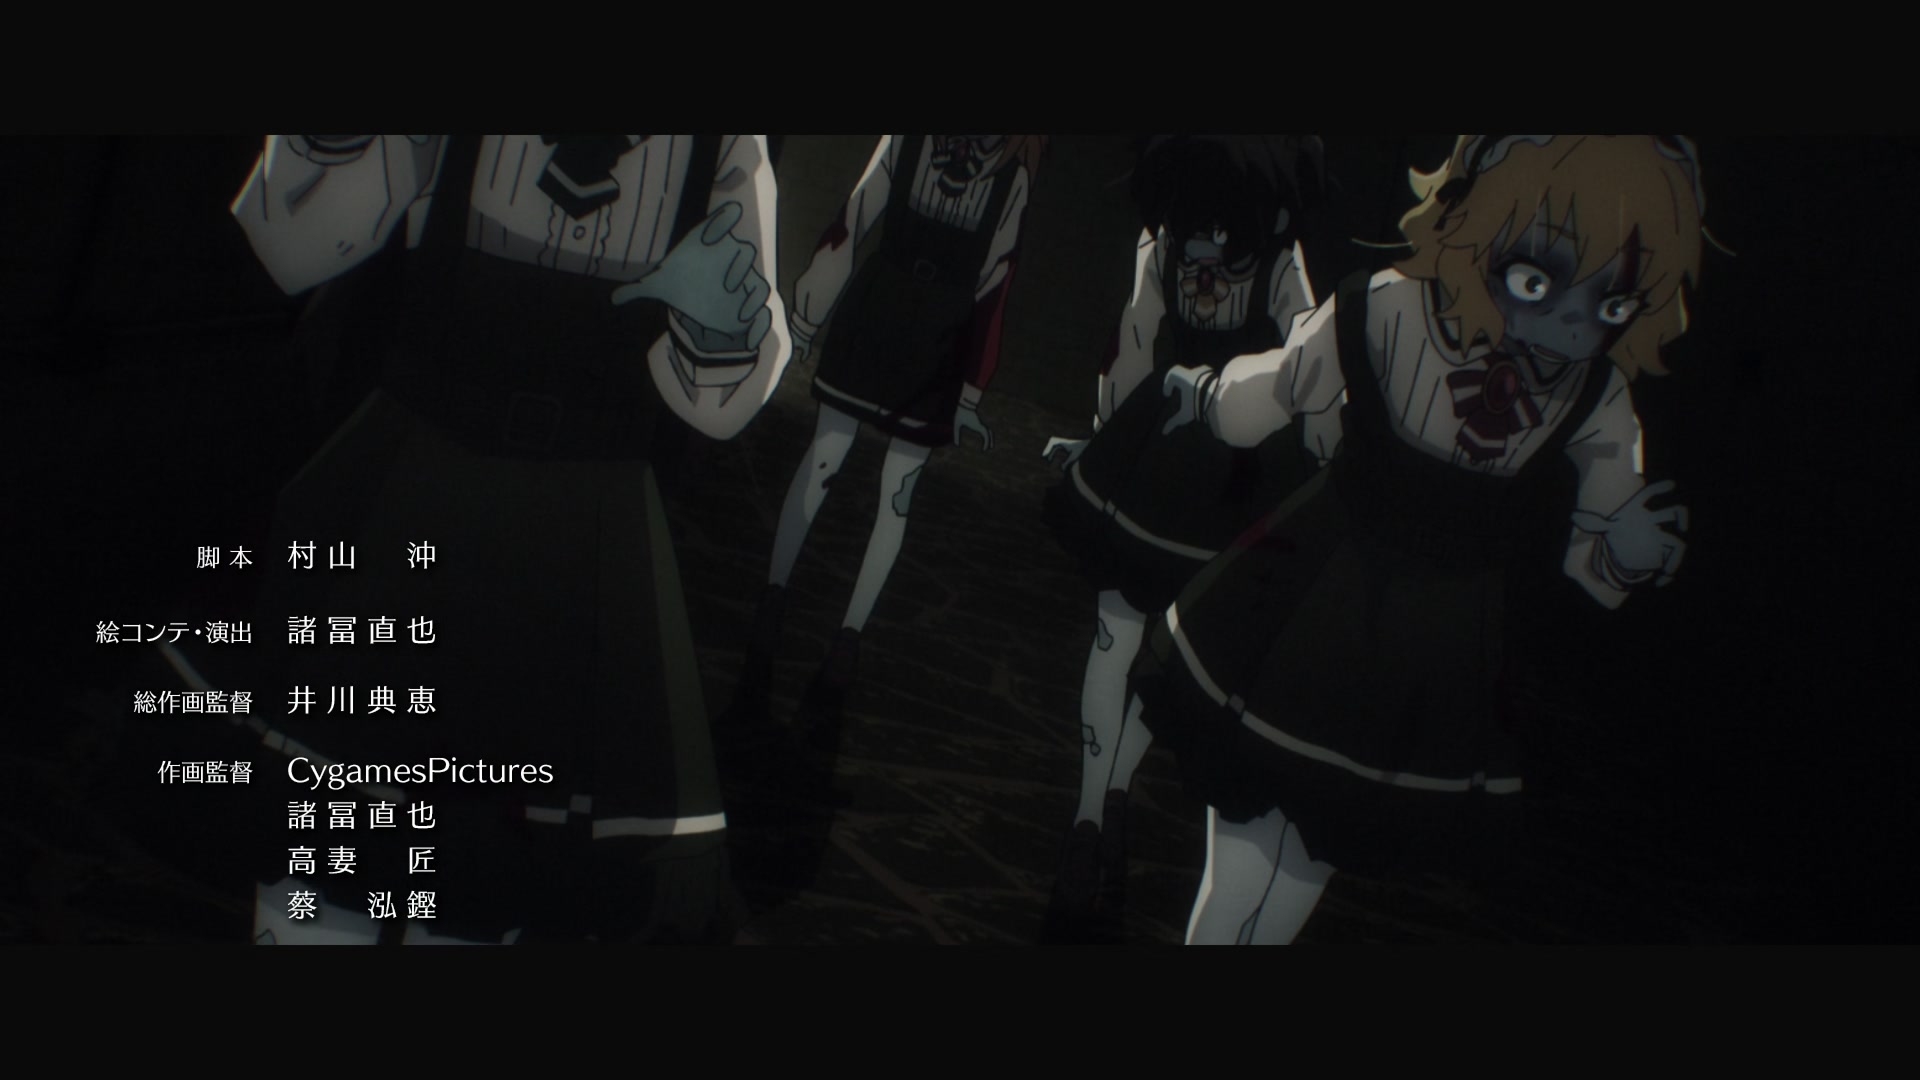 脚本 村山 沖
絵コンテ・演出 諸冨直也
総作画監督 井川典恵
作画監督 CygamesPictures
諸冨直也
高妻 匠
蔡 泓鏗